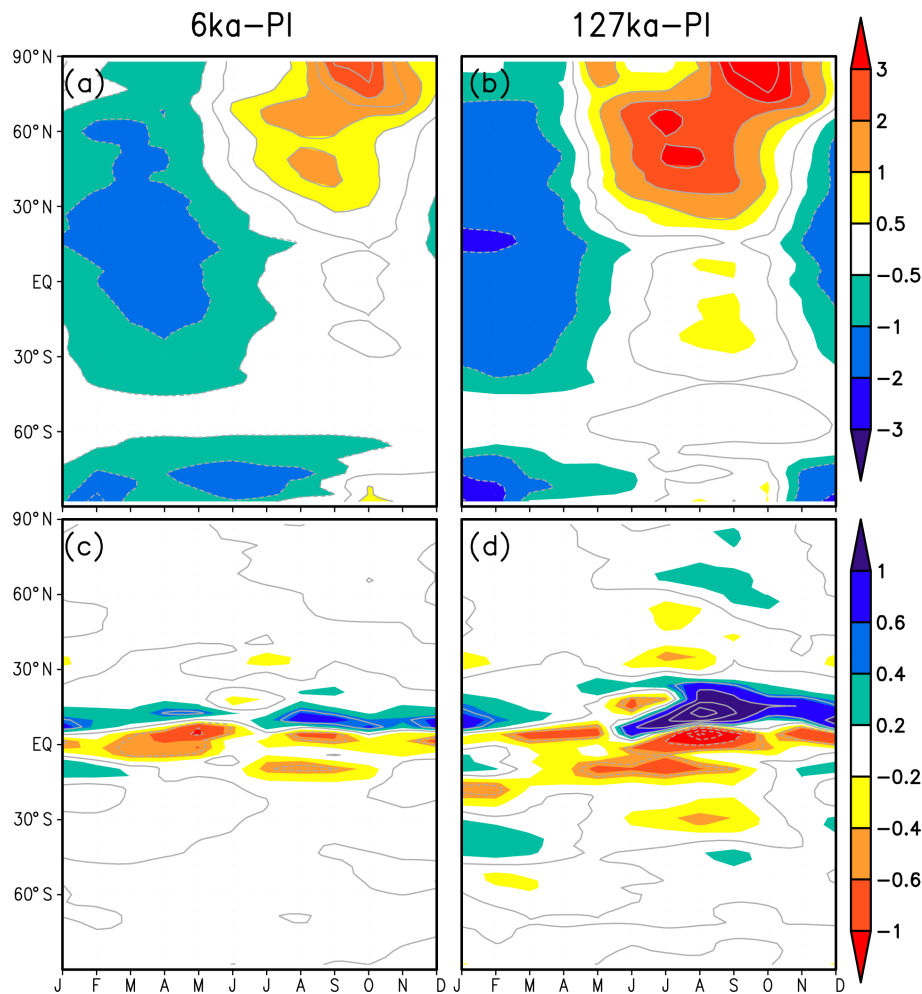 6ka–PI 127ka–PI
(a) (b)
90°N
60°N
30°N
EQ
30°S
60°S
3
2
1
0.5
−0.5
−1
−2
−3
(c) (d)
90°N
60°N
30°N
EQ
30°S
60°S
1
0.6
0.4
0.2
−0.2
−0.4
−0.6
−1
J F M A M J J A S O N D J F M A M J J A S O N D